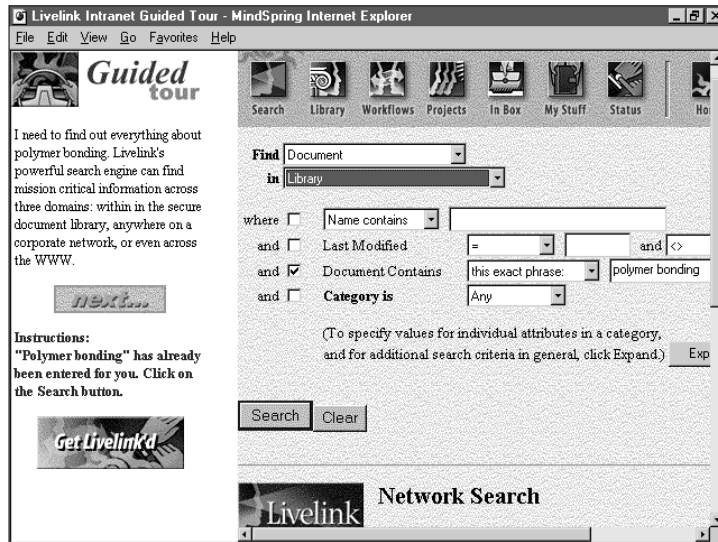 Livelink Intranet Guided Tour - MindSpring Internet Explorer
File Edit View Go Favorites Help
Guided
tour
I need to find out everything about
polymer bonding. Livelink's
powerful search engine can find
mission critical information across
three domains: within in the secure
document library, anywhere on a
corporate network, or even across
the WWW.
next...
Instructions:
"Polymer bonding" has already
been entered for you. Click on
the Search button.
Get Livelink'd
Search Library Workflows Projects In Box My Stuff Status Ho
Find Document
in Library
where Name contains
and Last Modified = and <>
and Document Contains this exact phrase: polymer bonding
and Category is Any
(To specify values for individual attributes in a category,
and for additional search criteria in general, click Expand.) Exp
Search Clear
Livelink Network Search